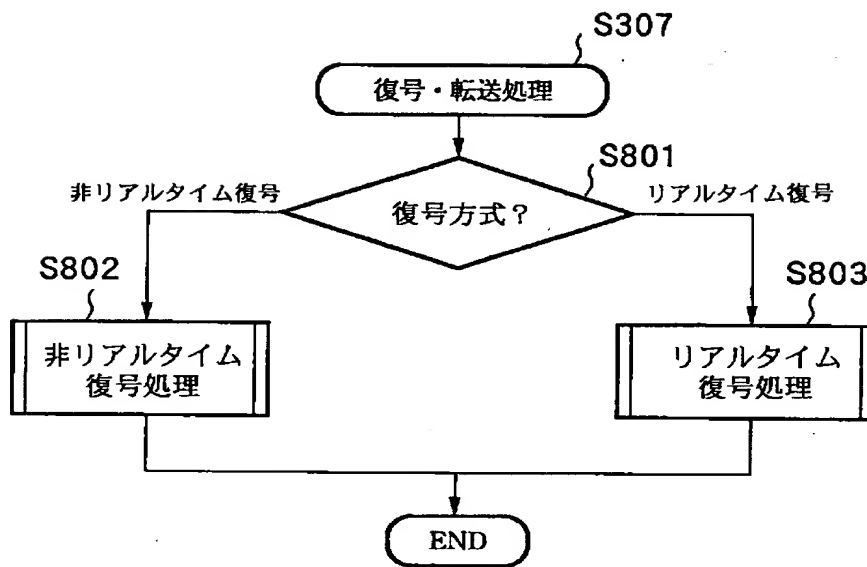 S307
復号・転送処理
S801
非リアルタイム復号
復号方式？
リアルタイム復号
S802
S803
非リアルタイム
復号処理
リアルタイム
復号処理
END